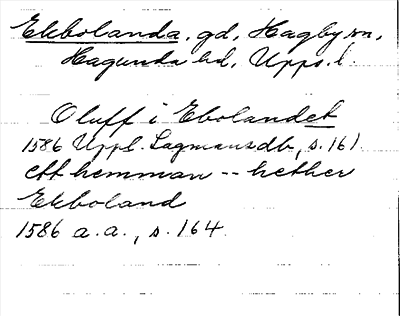 Ekbolanda, gd, Hagby sn,
Hagunda hd, Upps. l.
Oluff i Ebolandet
1586 Uppl. Lagmansdb, s. 161
ett hemman -- hether
Ekboland
1586 a.a., s. 164